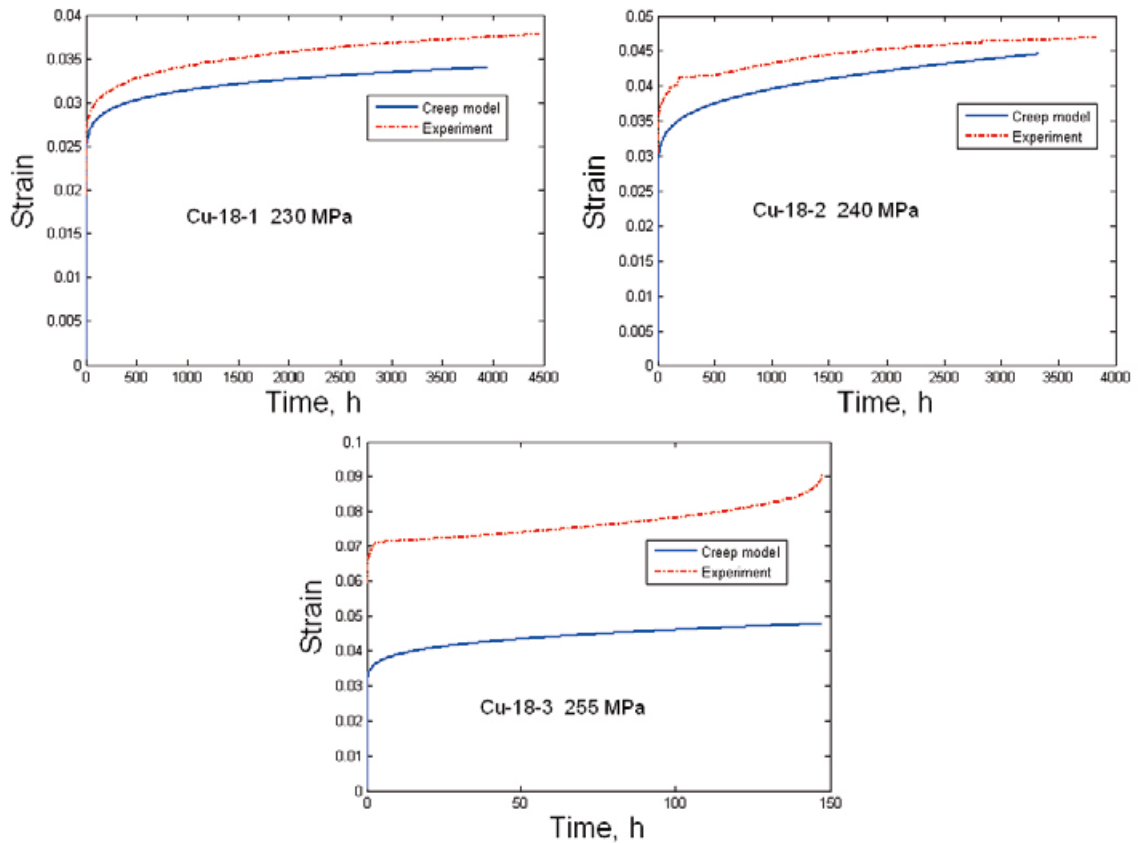 0.04
0.035
0.03
0.025
0.02
0.015
0.01
0.005
0
Strain
Creep model
Experiment
Cu-18-1 230 MPa
0 500 1000 1500 2000 2500 3000 3500 4000 4500
Time, h
0.05
0.045
0.04
0.035
0.03
0.025
0.02
0.015
0.01
0.005
0
Strain
Creep model
Experiment
Cu-18-2 240 MPa
0 500 1000 1500 2000 2500 3000 3500 4000
Time, h
0.1
0.09
0.08
0.07
0.06
0.05
0.04
0.03
0.02
0.01
0
Strain
Creep model
Experiment
Cu-18-3 255 MPa
0 50 100 150
Time, h